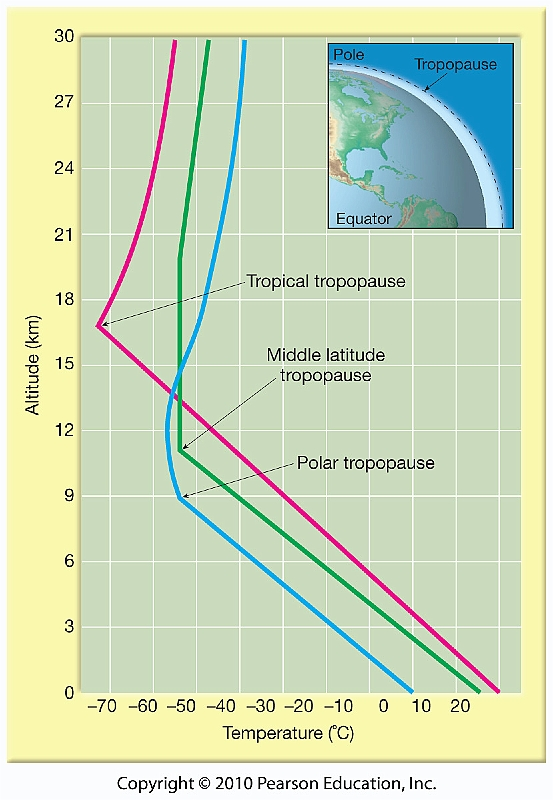 30
27
24
21
18
15
12
9
6
3
0
Altitude (km)
Pole
Tropopause
Equator
Tropical tropopause
Middle latitude
tropopause
Polar tropopause
–70 –60 –50 –40 –30 –20 –10 0 10 20
Temperature (˚C)
Copyright © 2010 Pearson Education, Inc.